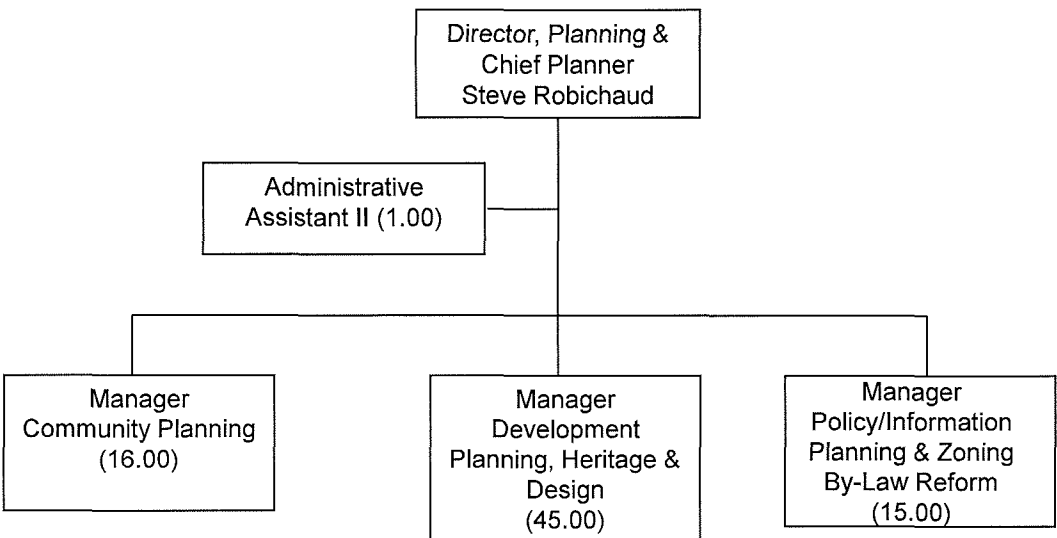 Director, Planning &
Chief Planner
Steve Robichaud
Administrative
Assistant II (1.00)
Manager
Community Planning
(16.00)
Manager
Development
Planning, Heritage &
Design
(45.00)
Manager
Policy/Information
Planning & Zoning
By-Law Reform
(15.00)